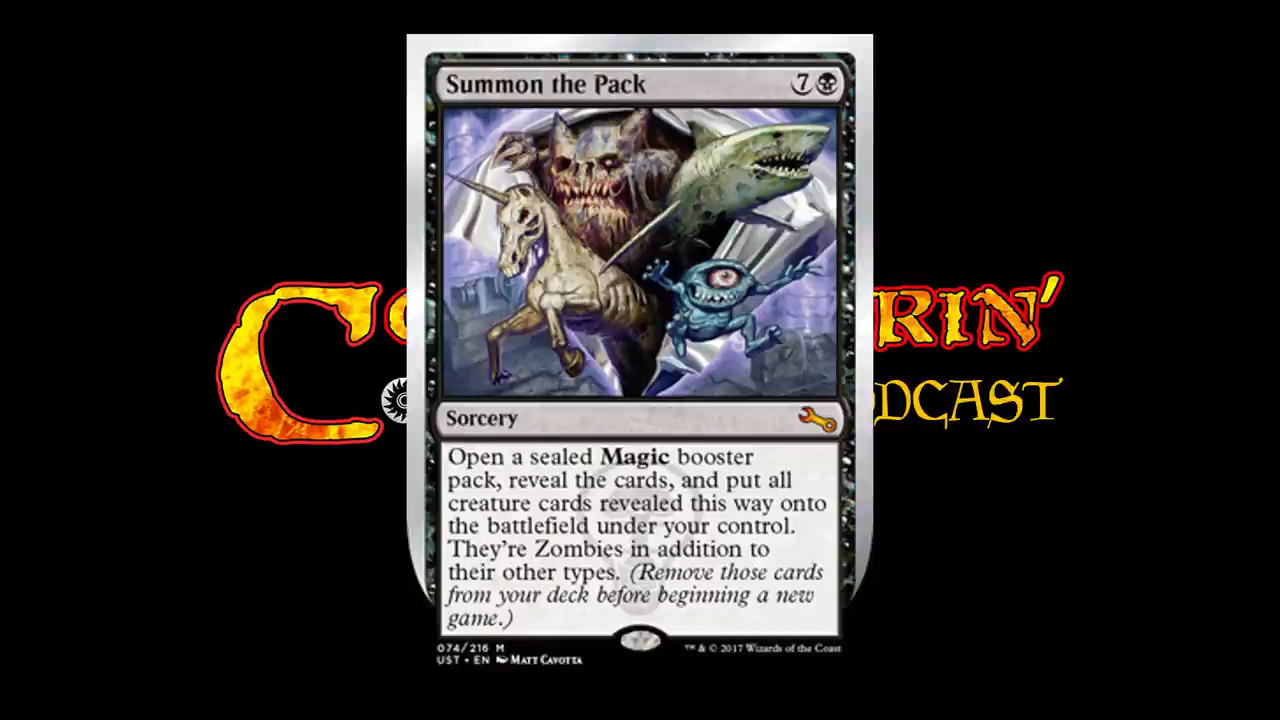 Summon the Pack 7
RIN'
Sorcery
DCAST
Open a sealed Magic booster
pack, reveal the cards, and put all
creature cards revealed this way onto
the battlefield under your control.
They're Zombies in addition to
their other types. (Remove those cards
from your deck before beginning a new
game.)
074/216 M
™ & © 2017 Wizards of the Coast
UST • EN Matt Cavotta